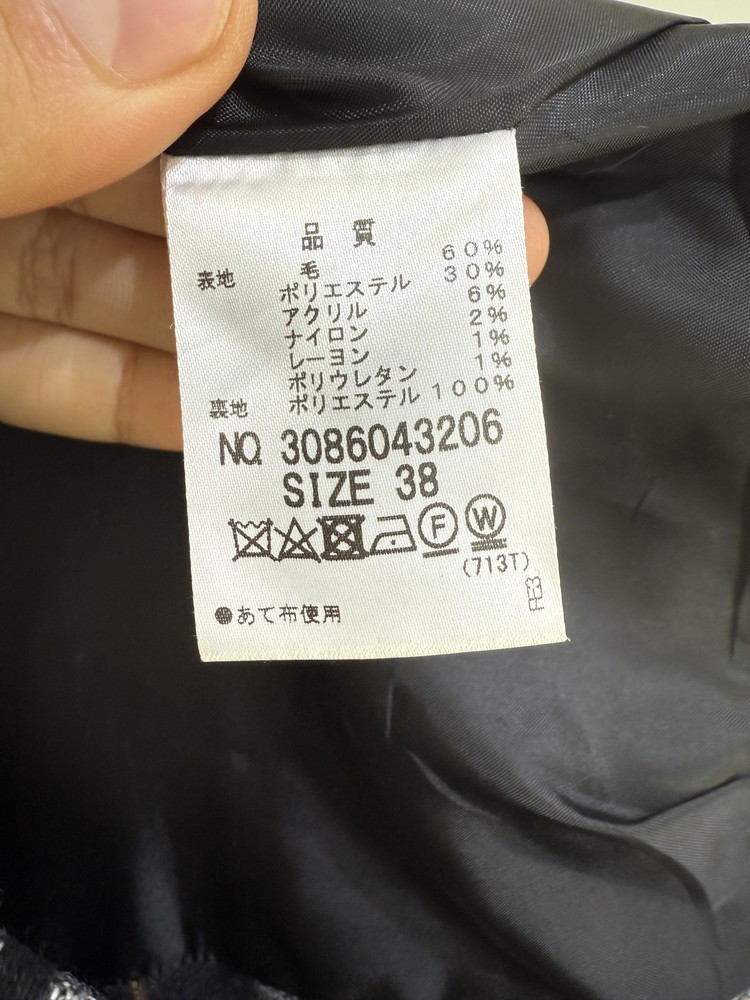 品質
表地 毛 60%
ポリエステル 30%
アクリル 6%
ナイロン 2%
レーヨン 1%
ポリウレタン 1%
裏地 ポリエステル 100%
NO. 3086043206
SIZE 38
F W
(713T)
●あて布使用